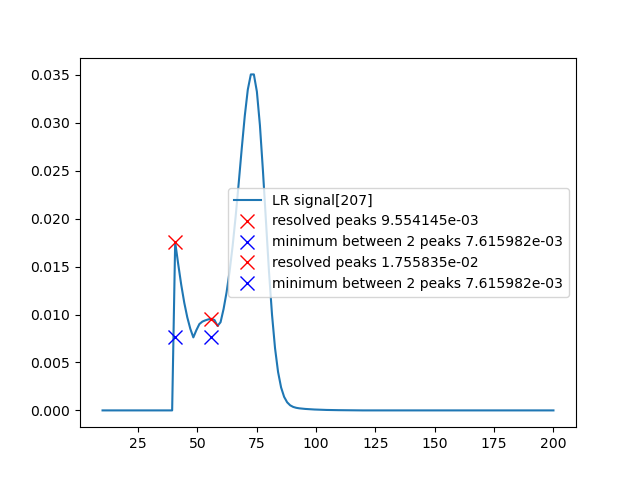 0.035
0.030
0.025
0.020
0.015
0.010
0.005
0.000
LR signal[207]
resolved peaks 9.554145e-03
minimum between 2 peaks 7.615982e-03
resolved peaks 1.755835e-02
minimum between 2 peaks 7.615982e-03
25 50 75 100 125 150 175 200